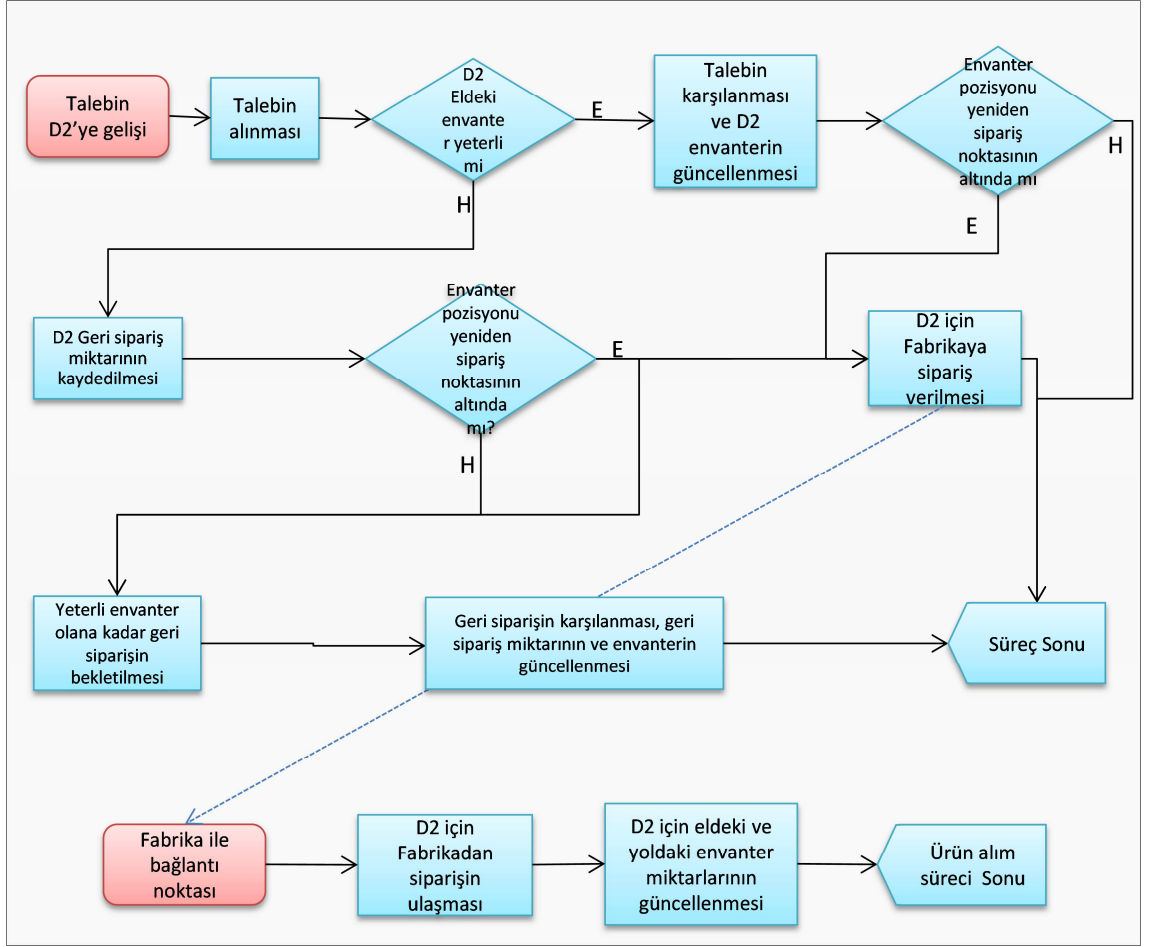 Talebin
D2'ye gelişi
Talebin
alınması
D2
Eldeki
envante
r yeterli
mi
E
Talebin
karşılanması
ve D2
envanterin
güncellenmesi
Envanter
pozisyonu
yeniden
sipariş
noktasının
altında mı
H
H
E
D2 Geri sipariş
miktarının
kaydedilmesi
Envanter
pozisyonu
yeniden
sipariş
noktasının
altında
mı?
E
H
D2 için
Fabrikaya
sipariş
verilmesi
Yeterli envanter
olana kadar geri
siparişin
bekletilmesi
Geri siparişin karşılanması, geri
sipariş miktarının ve envanterin
güncellenmesi
Süreç Sonu
Fabrika ile
bağlantı
noktası
D2 için
Fabrikadan
siparişin
ulaşması
D2 için eldeki ve
yoldaki envanter
miktarlarının
güncellenmesi
Ürün alım
süreci Sonu